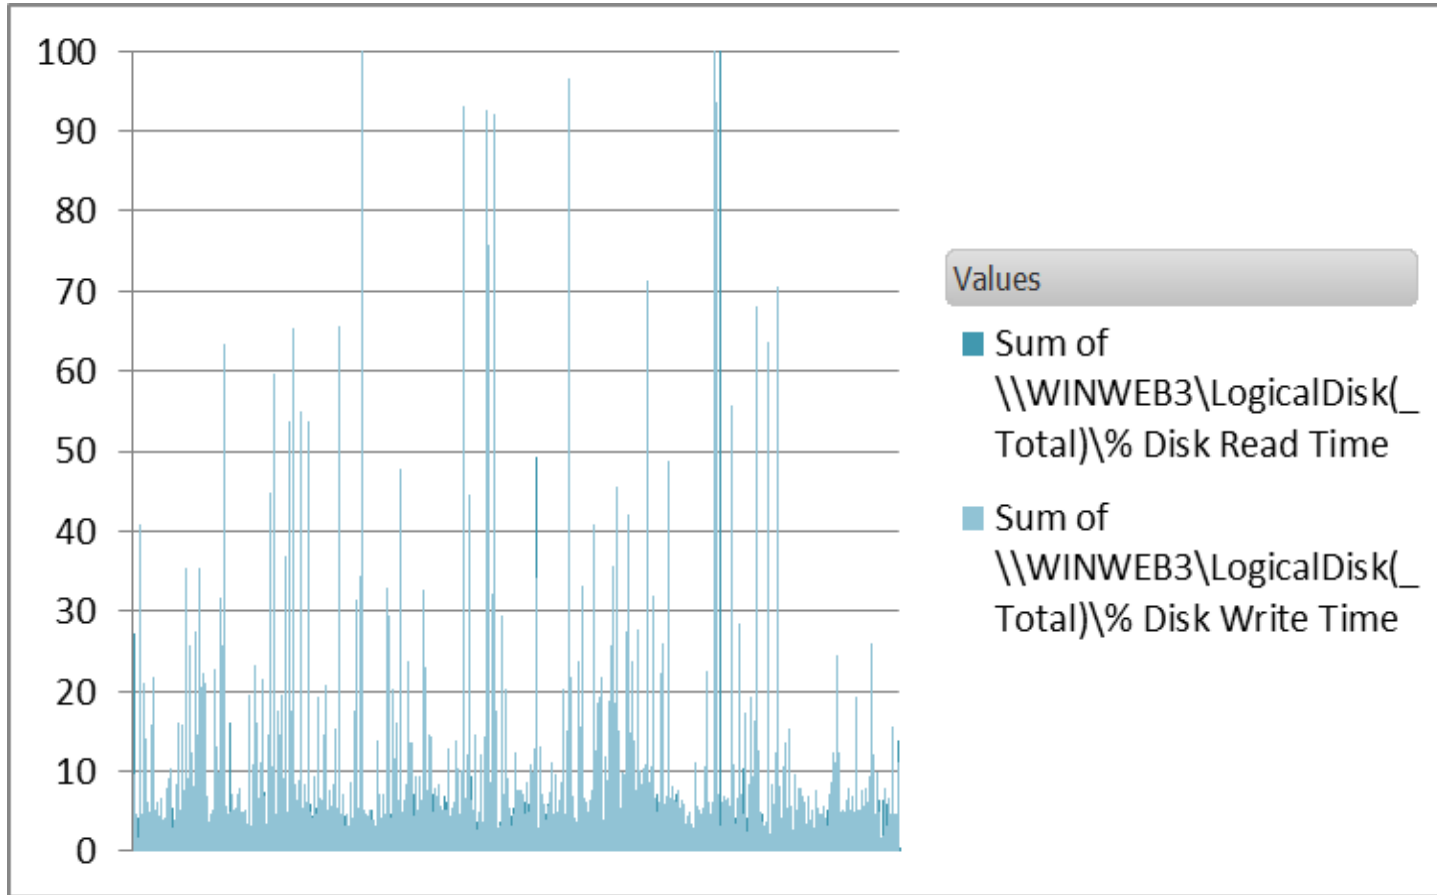 100
90
80
70
60
50
40
30
20
10
0
Values
Sum of
\\WINWEB3\LogicalDisk(_
Total)\% Disk Read Time
Sum of
\\WINWEB3\LogicalDisk(_
Total)\% Disk Write Time